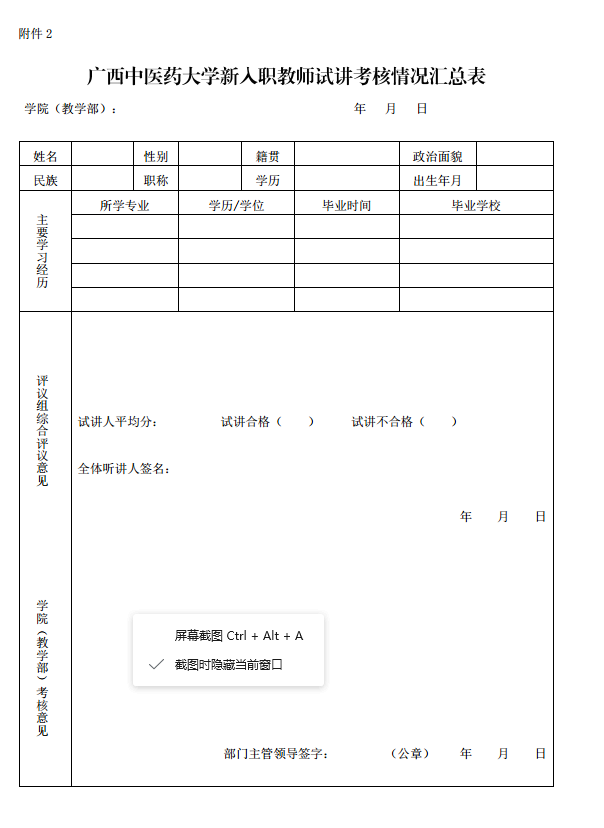 附件 2
广西中医药大学新入职教师试讲考核情况汇总表
学院（教学部）： 年 月 日
姓名 性别 籍贯 政治面貌
民族 职称 学历 出生年月
主要学习经历
所学专业 学历/学位 毕业时间 毕业学校
评议组综合评议意见
试讲人平均分： 试讲合格（ ） 试讲不合格（ ）
全体听讲人签名：
年 月 日
学院（教学部）考核意见
屏幕截图 Ctrl + Alt + A
截图时隐藏当前窗口
部门主管领导签字： （公章） 年 月 日